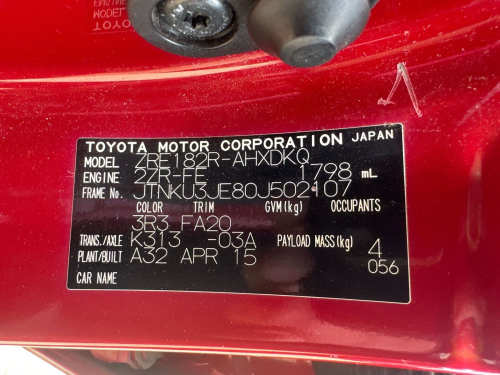 TOYOTA MOTOR CORPORATION JAPAN
MODEL ZRE182R-AHXDKQ
ENGINE 2ZR-FE 1798 mL
FRAME No. JTNKU3JE80J502107
COLOR TRIM GVM(kg) OCCUPANTS
3R3 FA20
TRANS./AXLE K313 -03A PAYLOAD MASS(kg) 4
PLANT/BUILT A32 APR 15 056
CAR NAME